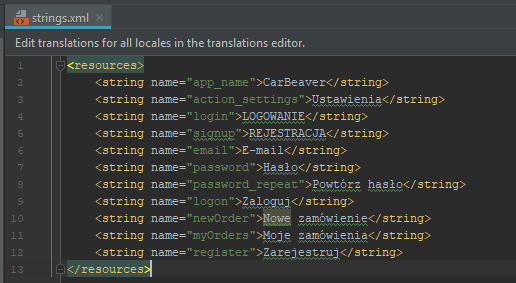 strings.xml
Edit translations for all locales in the translations editor.
1 <resources>
2 <string name="app_name">CarBeaver</string>
3 <string name="action_settings">Ustawienia</string>
4 <string name="login">LOGOWANIE</string>
5 <string name="signup">REJESTRACJA</string>
6 <string name="email">E-mail</string>
7 <string name="password">Hasło</string>
8 <string name="password_repeat">Powtórz hasło</string>
9 <string name="logon">Zaloguj</string>
10 <string name="newOrder">Nowe zamówienie</string>
11 <string name="myOrders">Moje zamówienia</string>
12 <string name="register">Zarejestruj</string>
13 </resources>